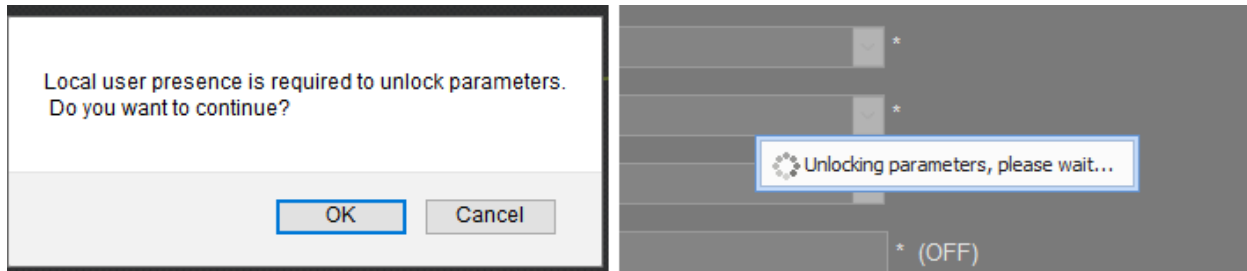 Local user presence is required to unlock parameters.
Do you want to continue?
OK
Cancel
*
*
Unlocking parameters, please wait...
* (OFF)